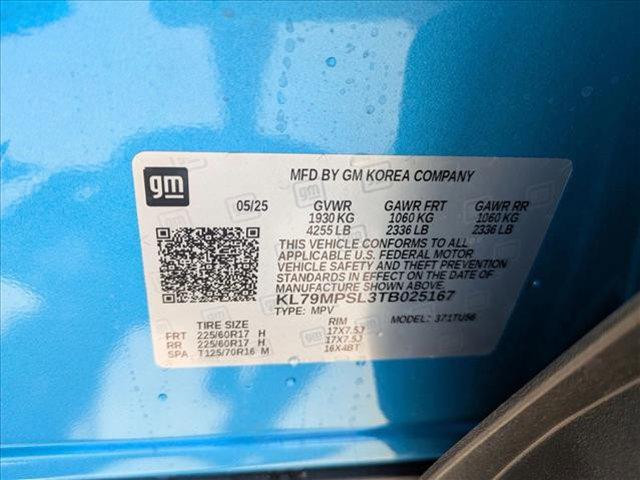 gm
MFD BY GM KOREA COMPANY
05/25 GVWR GAWR FRT GAWR RR
1930 KG 1060 KG 1060 KG
4255 LB 2336 LB 2336 LB
THIS VEHICLE CONFORMS TO ALL
APPLICABLE U.S. FEDERAL MOTOR
VEHICLE SAFETY AND THEFT PREVENTION
STANDARDS IN EFFECT ON THE DATE OF
MANUFACTURE SHOWN ABOVE.
KL79MPSL3TB025167
TYPE: MPV 371TU56
TIRE SIZE RIM
FRT 225/60R17 H 17X7.5J
RR 225/60R17 H 17X7.5J
SPA T125/70R16 M 16X4BT